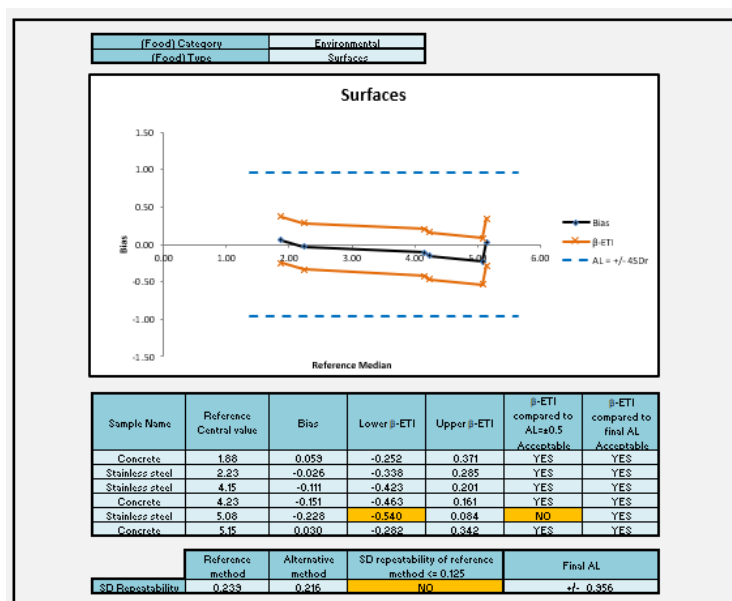 (Food) Category Environmental
(Food) Type Surfaces
Surfaces
1.50
1.00
0.50
0.00
-0.50
-1.00
-1.50
0.00 1.00 2.00 3.00 4.00 5.00 6.00
Bias
Reference Median
Bias
β-ETI
AL = +/- 4SDr
Sample Name Reference Central value Bias Lower β-ETI Upper β-ETI β-ETI compared to AL=±0.5 Acceptable β-ETI compared to final AL Acceptable
Concrete 1.88 0.059 -0.252 0.371 YES YES
Stainless steel 2.23 -0.026 -0.338 0.285 YES YES
Stainless steel 4.15 -0.111 -0.423 0.201 YES YES
Concrete 4.23 -0.151 -0.463 0.161 YES YES
Stainless steel 5.08 -0.228 -0.540 0.084 NO YES
Concrete 5.15 0.030 -0.282 0.342 YES YES
Reference method Alternative method SD repeatability of reference method <= 0.125 Final AL
SD Repeatability 0.239 0.216 NO +/- 0.956